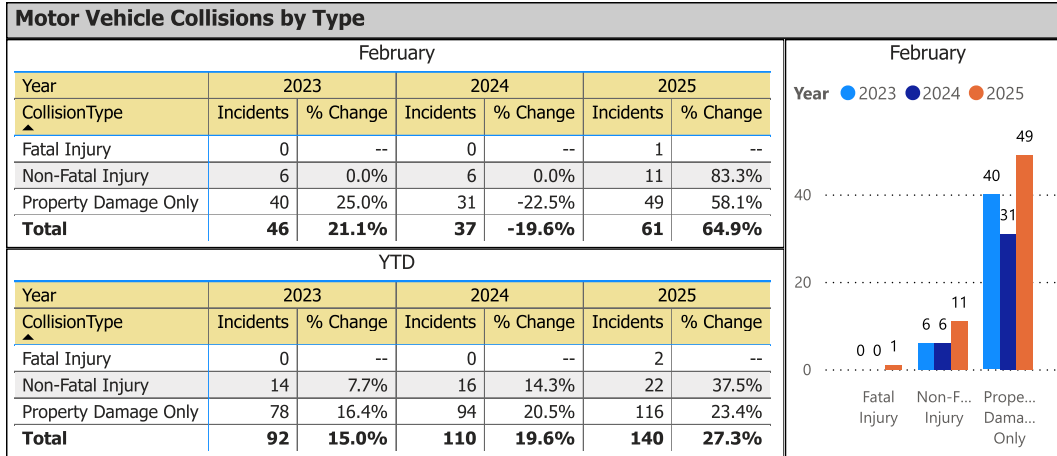 Motor Vehicle Collisions by Type
February
Year 2023 2024 2025
CollisionType Incidents % Change Incidents % Change Incidents % Change
Fatal Injury 0 -- 0 -- 1 --
Non-Fatal Injury 6 0.0% 6 0.0% 11 83.3%
Property Damage Only 40 25.0% 31 -22.5% 49 58.1%
Total 46 21.1% 37 -19.6% 61 64.9%
YTD
Year 2023 2024 2025
CollisionType Incidents % Change Incidents % Change Incidents % Change
Fatal Injury 0 -- 0 -- 2 --
Non-Fatal Injury 14 7.7% 16 14.3% 22 37.5%
Property Damage Only 78 16.4% 94 20.5% 116 23.4%
Total 92 15.0% 110 19.6% 140 27.3%
February
Year 2023 2024 2025
49
40
40
31
20
11
6 6
0 0 1
0
Fatal Non-F... Prope...
Injury Injury Dama...
Only